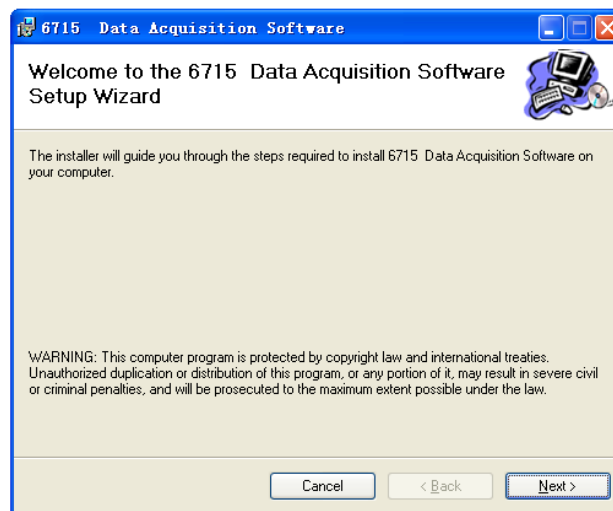 6715  Data Acquisition Software
Welcome to the 6715  Data Acquisition Software
Setup Wizard
The installer will guide you through the steps required to install 6715  Data Acquisition Software on
your computer.
WARNING: This computer program is protected by copyright law and international treaties.
Unauthorized duplication or distribution of this program, or any portion of it, may result in severe civil
or criminal penalties, and will be prosecuted to the maximum extent possible under the law.
Cancel
< Back
Next >